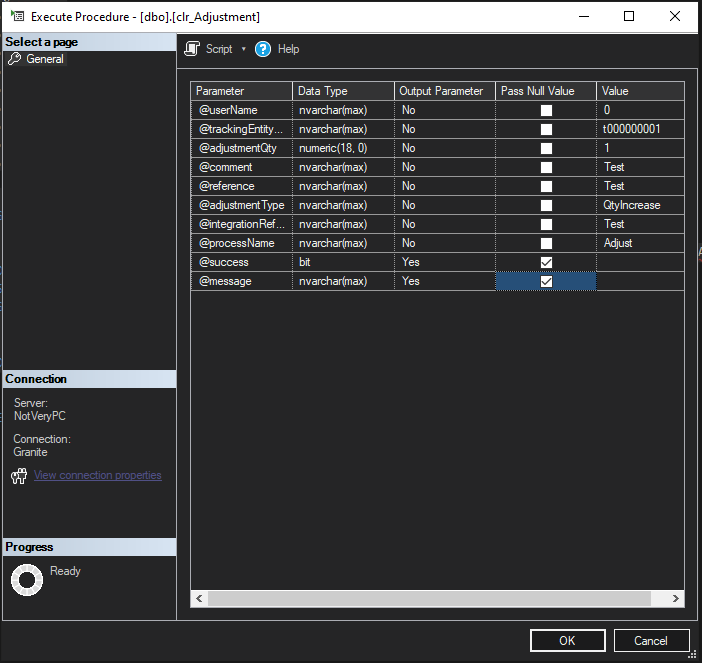 Execute Procedure - [dbo].[clr_Adjustment]
Select a page
General
Script Help
Parameter Data Type Output Parameter Pass Null Value Value
@userName nvarchar(max) No 0
@trackingEntity... nvarchar(max) No t000000001
@adjustmentQty numeric(18, 0) No 1
@comment nvarchar(max) No Test
@reference nvarchar(max) No Test
@adjustmentType nvarchar(max) No QtyIncrease
@integrationRef... nvarchar(max) No Test
@processName nvarchar(max) No Adjust
@success bit Yes
@message nvarchar(max) Yes
Connection
Server:
NotVeryPC
Connection:
Granite
View connection properties
Progress
Ready
OK Cancel